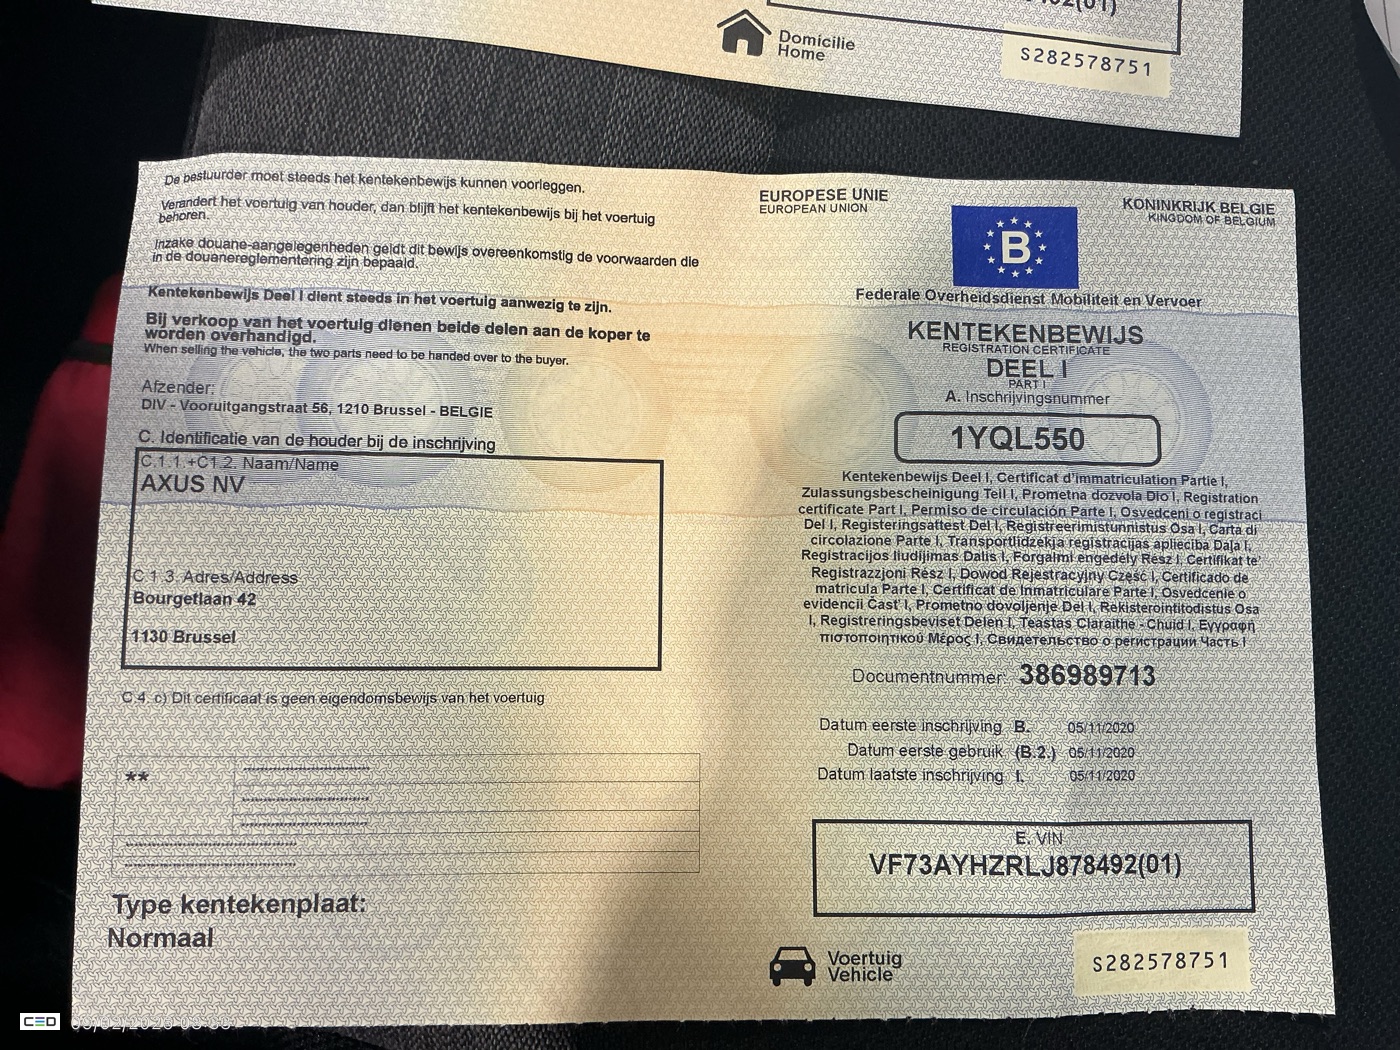 Domicilie
Home
S282578751
De bestuurder moet steeds het kentekenbewijs kunnen voorleggen.
Verandert het voertuig van houder, dan blijft het kentekenbewijs bij het voertuig
behoren.
Inzake douane-aangelegenheden geldt dit bewijs overeenkomstig de voorwaarden die
in de douanereglementering zijn bepaald.
Kentekenbewijs Deel I dient steeds in het voertuig aanwezig te zijn.
Bij verkoop van het voertuig dienen beide delen aan de koper te
worden overhandigd.
When selling the vehicle, the two parts need to be handed over to the buyer.
Afzender:
DIV - Vooruitgangstraat 56, 1210 Brussel - BELGIE
C. Identificatie van de houder bij de inschrijving
C.1.1.+C1.2. Naam/Name
AXUS NV
C.1.3. Adres/Address
Bourgetlaan 42
1130 Brussel
C.4. c) Dit certificaat is geen eigendomsbewijs van het voertuig
**
Type kentekenplaat:
Normaal
EUROPESE UNIE
EUROPEAN UNION
KONINKRIJK BELGIE
KINGDOM OF BELGIUM
B
Federale Overheidsdienst Mobiliteit en Vervoer
KENTEKENBEWIJS
REGISTRATION CERTIFICATE
DEEL I
PART I
A. Inschrijvingsnummer
1YQL550
Kentekenbewijs Deel I, Certificat d'immatriculation Partie I,
Zulassungsbescheinigung Teil I, Prometna dozvola Dio I, Registration
certificate Part I, Permiso de circulación Parte I, Osvedceni o registraci
Del I, Registeringsattest Del I, Registreerimistunnistus Osa I, Carta di
circolazione Parte I, Transportlidzekja registracijas aplieciba Daļa I,
Registracijos liudijimas Dalis I, Forgalmi engedély Rész I, Certifikat te'
Registrazzjoni Rész I, Dowod Rejestracyjny Część I, Certificado de
matricula Parte I, Certificat de Inmatriculare Parte I, Osvedcenie o
evidencii Časť I, Prometno dovoljenje Del I, Rekisterointitodistus Osa
I, Registreringsbeviset Delen I, Teastas Claraithe - Chuid I, Εγγραφή
πιστοποιητικού Μέρος I, Свидетельство о регистрации Часть I
Documentnummer: 386989713
Datum eerste inschrijving B. 05/11/2020
Datum eerste gebruik (B.2.) 05/11/2020
Datum laatste inschrijving I. 05/11/2020
E. VIN
VF73AYHZRLJ878492(01)
Voertuig
Vehicle
S282578751
CED